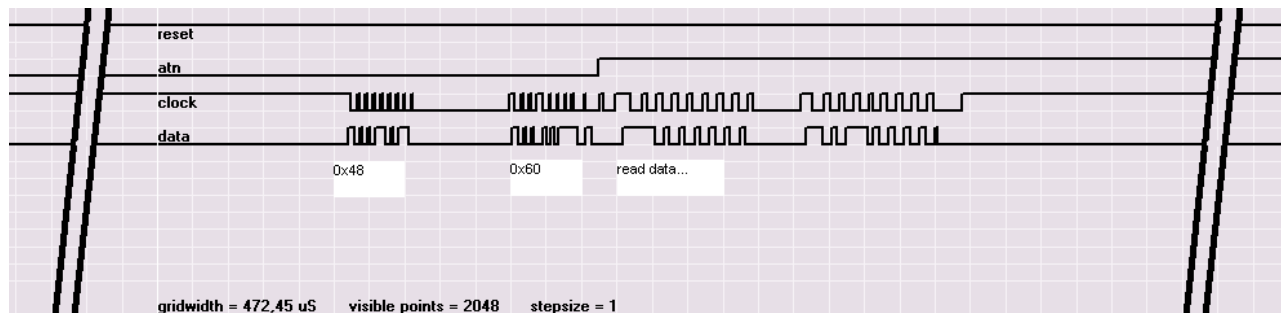 reset
atn
clock
data
0x48 0x60 read data...
gridwidth = 472,45 uS visible points = 2048 stepsize = 1